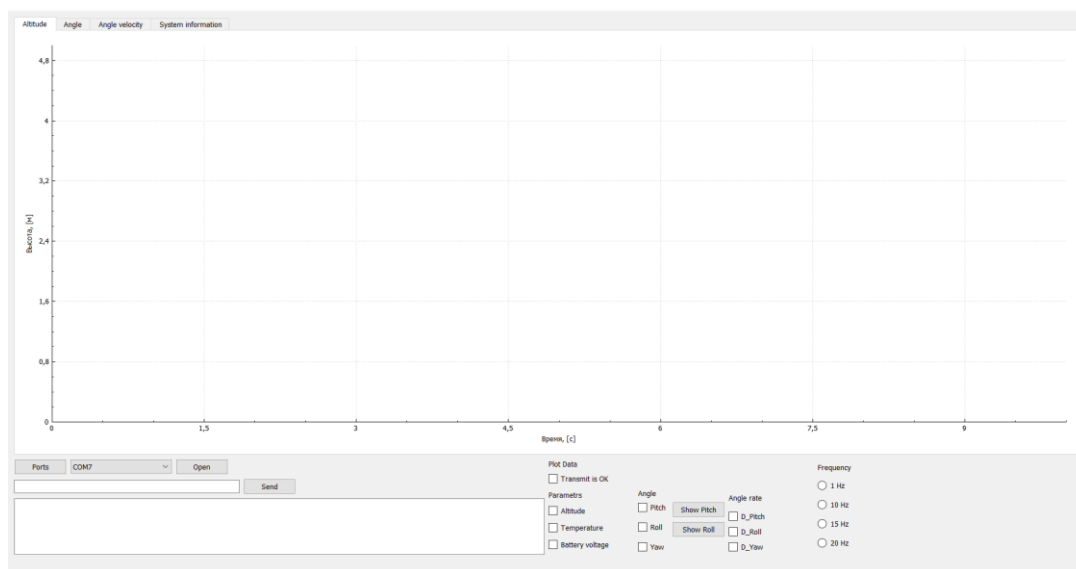 Altitude Angle Angle velocity System information
4,8
4
3,2
2,4
1,6
0,8
0
Высота, [м]
0 1,5 3 4,5 6 7,5 9
Время, [с]
Ports COM7 Open
Send
Plot Data
Transmit is OK
Parametrs
Altitude
Temperature
Battery voltage
Angle
Pitch Show Pitch
Roll Show Roll
Yaw
Angle rate
D_Pitch
D_Roll
D_Yaw
Frequency
1 Hz
10 Hz
15 Hz
20 Hz